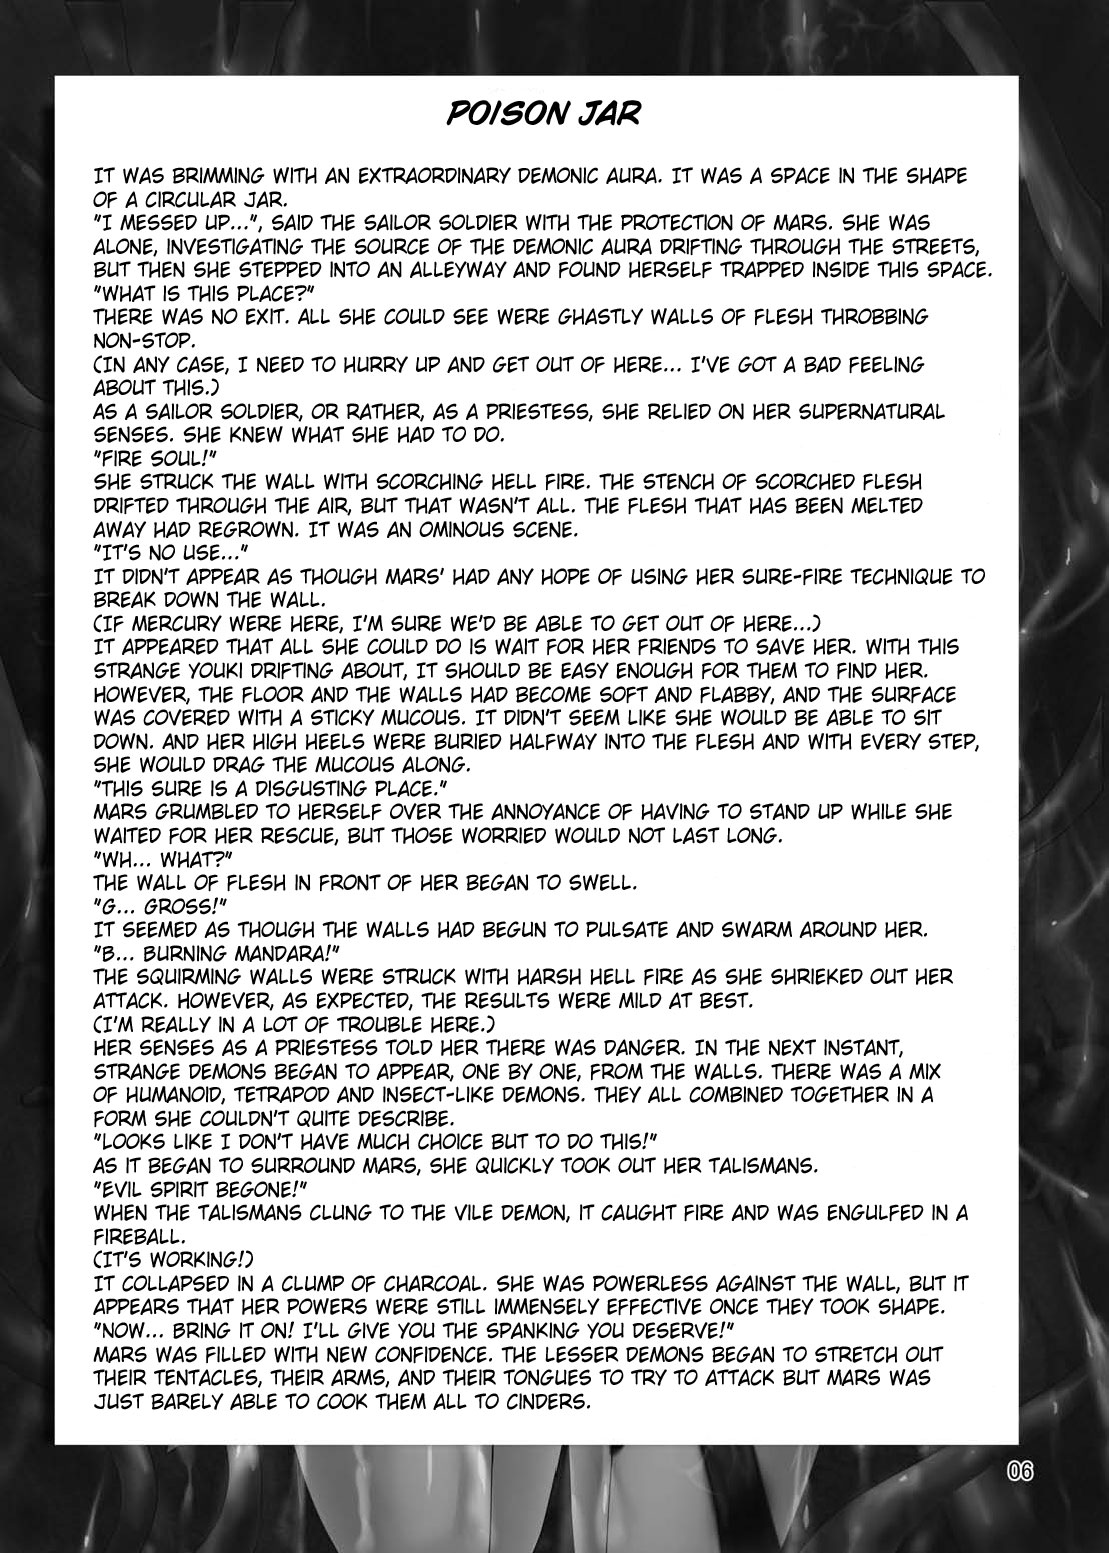 POISON JAR
IT WAS BRIMMING WITH AN EXTRAORDINARY DEMONIC AURA. IT WAS A SPACE IN THE SHAPE
OF A CIRCULAR JAR.
"I MESSED UP...", SAID THE SAILOR SOLDIER WITH THE PROTECTION OF MARS. SHE WAS
ALONE, INVESTIGATING THE SOURCE OF THE DEMONIC AURA DRIFTING THROUGH THE STREETS,
BUT THEN SHE STEPPED INTO AN ALLEYWAY AND FOUND HERSELF TRAPPED INSIDE THIS SPACE.
"WHAT IS THIS PLACE?"
THERE WAS NO EXIT. ALL SHE COULD SEE WERE GHASTLY WALLS OF FLESH THROBBING
NON-STOP.
(IN ANY CASE, I NEED TO HURRY UP AND GET OUT OF HERE... I'VE GOT A BAD FEELING
ABOUT THIS.)
AS A SAILOR SOLDIER, OR RATHER, AS A PRIESTESS, SHE RELIED ON HER SUPERNATURAL
SENSES. SHE KNEW WHAT SHE HAD TO DO.
"FIRE SOUL!"
SHE STRUCK THE WALL WITH SCORCHING HELL FIRE. THE STENCH OF SCORCHED FLESH
DRIFTED THROUGH THE AIR, BUT THAT WASN'T ALL. THE FLESH THAT HAS BEEN MELTED
AWAY HAD REGROWN. IT WAS AN OMINOUS SCENE.
"IT'S NO USE..."
IT DIDN'T APPEAR AS THOUGH MARS' HAD ANY HOPE OF USING HER SURE-FIRE TECHNIQUE TO
BREAK DOWN THE WALL.
(IF MERCURY WERE HERE, I'M SURE WE'D BE ABLE TO GET OUT OF HERE...)
IT APPEARED THAT ALL SHE COULD DO IS WAIT FOR HER FRIENDS TO SAVE HER. WITH THIS
STRANGE YOUKI DRIFTING ABOUT, IT SHOULD BE EASY ENOUGH FOR THEM TO FIND HER.
HOWEVER, THE FLOOR AND THE WALLS HAD BECOME SOFT AND FLABBY, AND THE SURFACE
WAS COVERED WITH A STICKY MUCOUS. IT DIDN'T SEEM LIKE SHE WOULD BE ABLE TO SIT
DOWN. AND HER HIGH HEELS WERE BURIED HALFWAY INTO THE FLESH AND WITH EVERY STEP,
SHE WOULD DRAG THE MUCOUS ALONG.
"THIS SURE IS A DISGUSTING PLACE."
MARS GRUMBLED TO HERSELF OVER THE ANNOYANCE OF HAVING TO STAND UP WHILE SHE
WAITED FOR HER RESCUE, BUT THOSE WORRIED WOULD NOT LAST LONG.
"WH... WHAT?"
THE WALL OF FLESH IN FRONT OF HER BEGAN TO SWELL.
"G... GROSS!"
IT SEEMED AS THOUGH THE WALLS HAD BEGUN TO PULSATE AND SWARM AROUND HER.
"B... BURNING MANDARA!"
THE SQUIRMING WALLS WERE STRUCK WITH HARSH HELL FIRE AS SHE SHRIEKED OUT HER
ATTACK. HOWEVER, AS EXPECTED, THE RESULTS WERE MILD AT BEST.
(I'M REALLY IN A LOT OF TROUBLE HERE.)
HER SENSES AS A PRIESTESS TOLD HER THERE WAS DANGER. IN THE NEXT INSTANT,
STRANGE DEMONS BEGAN TO APPEAR, ONE BY ONE, FROM THE WALLS. THERE WAS A MIX
OF HUMANOID, TETRAPOD AND INSECT-LIKE DEMONS. THEY ALL COMBINED TOGETHER IN A
FORM SHE COULDN'T QUITE DESCRIBE.
"LOOKS LIKE I DON'T HAVE MUCH CHOICE BUT TO DO THIS!"
AS IT BEGAN TO SURROUND MARS, SHE QUICKLY TOOK OUT HER TALISMANS.
"EVIL SPIRIT BEGONE!"
WHEN THE TALISMANS CLUNG TO THE VILE DEMON, IT CAUGHT FIRE AND WAS ENGULFED IN A
FIREBALL.
(IT'S WORKING!)
IT COLLAPSED IN A CLUMP OF CHARCOAL. SHE WAS POWERLESS AGAINST THE WALL, BUT IT
APPEARS THAT HER POWERS WERE STILL IMMENSELY EFFECTIVE ONCE THEY TOOK SHAPE.
"NOW... BRING IT ON! I'LL GIVE YOU THE SPANKING YOU DESERVE!"
MARS WAS FILLED WITH NEW CONFIDENCE. THE LESSER DEMONS BEGAN TO STRETCH OUT
THEIR TENTACLES, THEIR ARMS, AND THEIR TONGUES TO TRY TO ATTACK BUT MARS WAS
JUST BARELY ABLE TO COOK THEM ALL TO CINDERS.
06